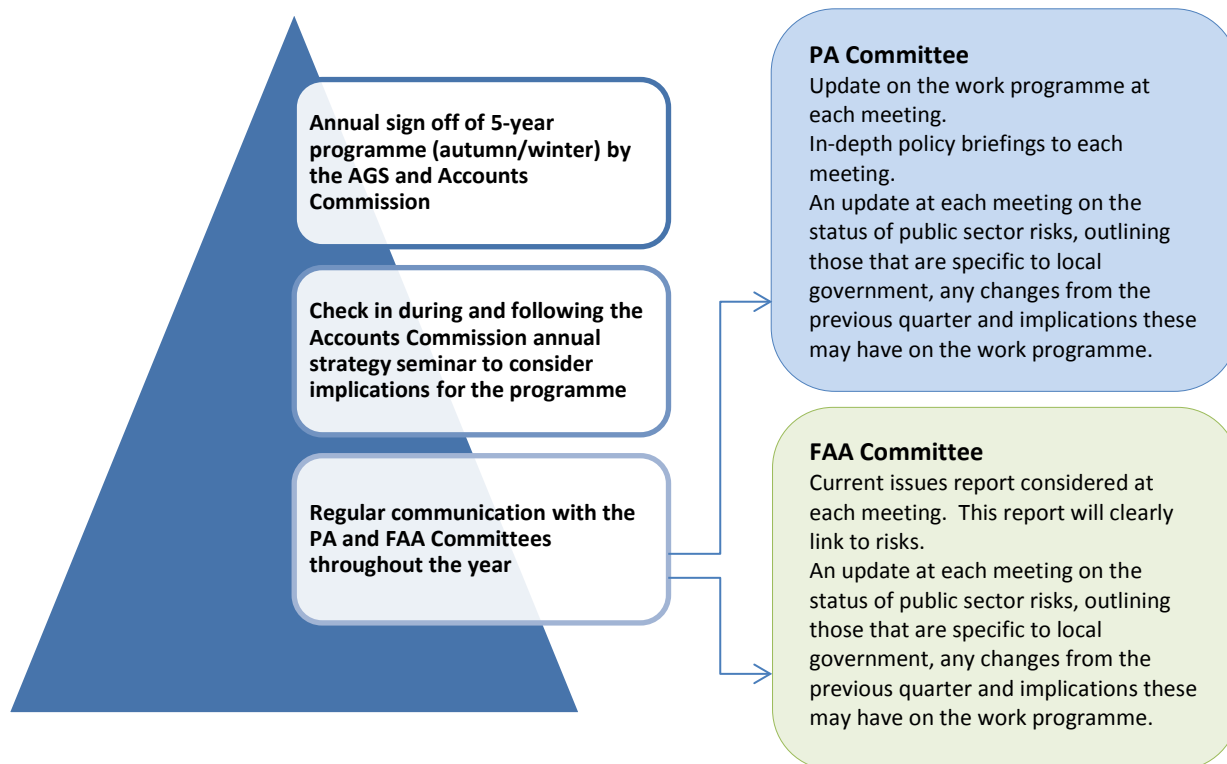 Annual sign off of 5-year
programme (autumn/winter) by
the AGS and Accounts
Commission
Check in during and following the
Accounts Commission annual
strategy seminar to consider
implications for the programme
Regular communication with the
PA and FAA Committees
throughout the year
PA Committee
Update on the work programme at
each meeting.
In-depth policy briefings to each
meeting.
An update at each meeting on the
status of public sector risks, outlining
those that are specific to local
government, any changes from the
previous quarter and implications these
may have on the work programme.
FAA Committee
Current issues report considered at
each meeting.  This report will clearly
link to risks.
An update at each meeting on the
status of public sector risks, outlining
those that are specific to local
government, any changes from the
previous quarter and implications these
may have on the work programme.